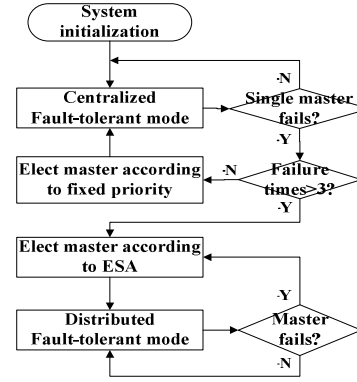 System
initialization
-N
Centralized
Fault-tolerant mode
Single master
fails?
-Y
Elect master according
to fixed priority
-N
Failure
times>3?
-Y
Elect master according
to ESA
-Y
Distributed
Fault-tolerant mode
Master
fails?
-N